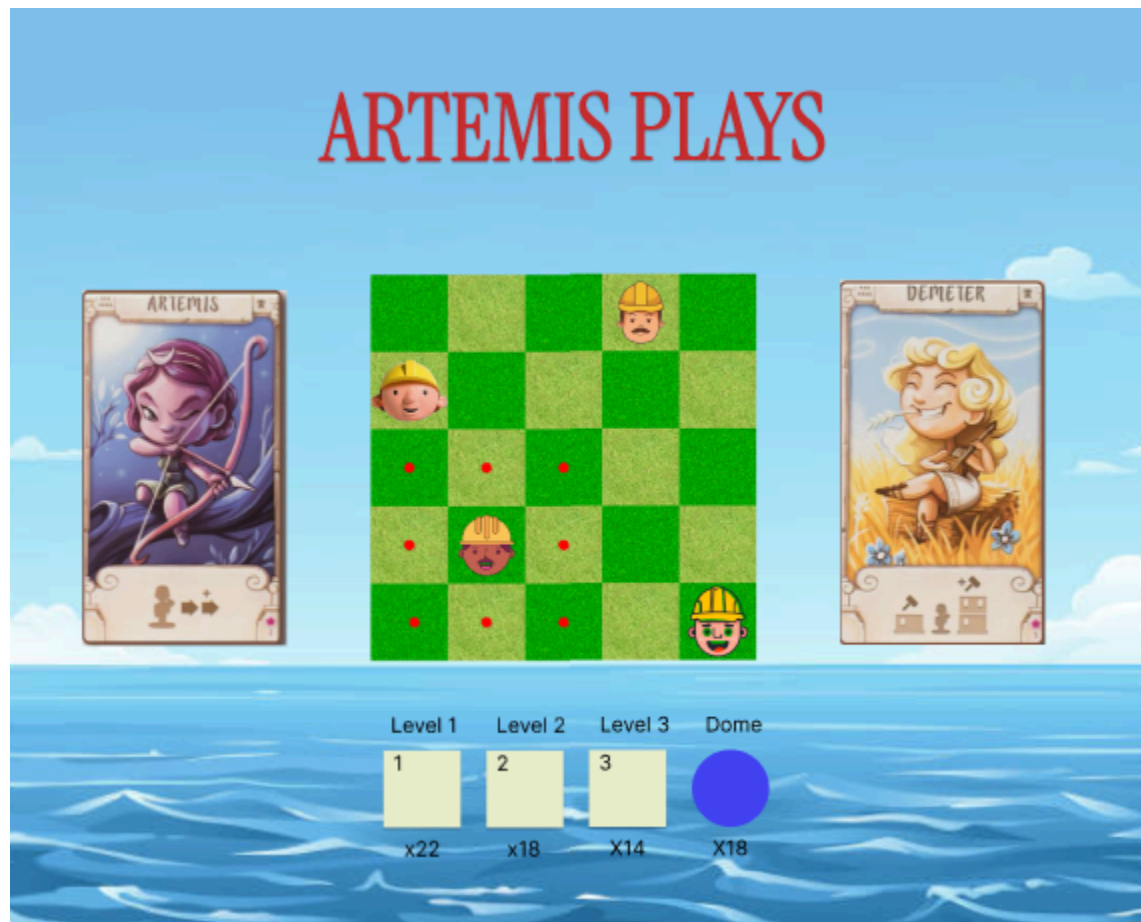 ARTEMIS PLAYS
ARTEMIS
DEMETER
Level 1 Level 2 Level 3 Dome
1 2 3
x22 x18 X14 X18